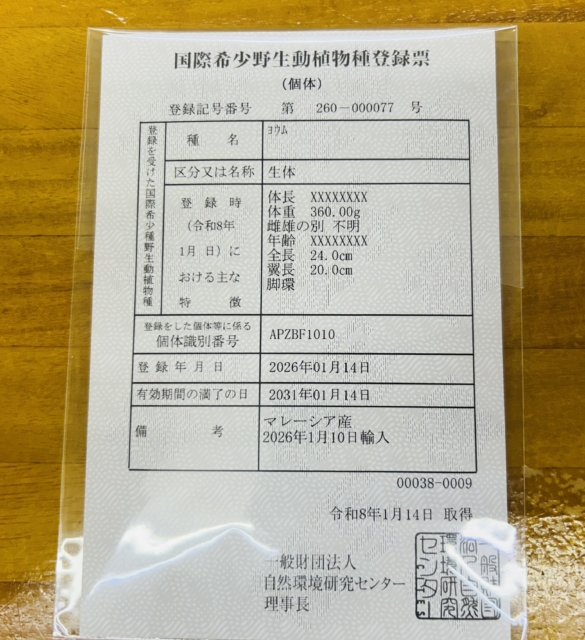 国際希少野生動植物種登録票
(個体)
登録記号番号 第 260-000077 号
登録を受けた国際希少種野生動植物種
種名 ヨウム
区分又は名称 生体
登録時
(令和8年
1月 日)に
おける主な
特徴
体長 XXXXXXXX
体重 360.00g
雌雄の別 不明
年齢 XXXXXXXX
全長 24.0cm
翼長 20.0cm
脚環
登録をした個体等に係る
個体識別番号 APZBF1010
登録年月日 2026年01月14日
有効期間の満了の日 2031年01月14日
備考
マレーシア産
2026年1月10日輸入
00038-0009
令和8年1月14日 取得
一般財団法人
自然環境研究センター
理事長